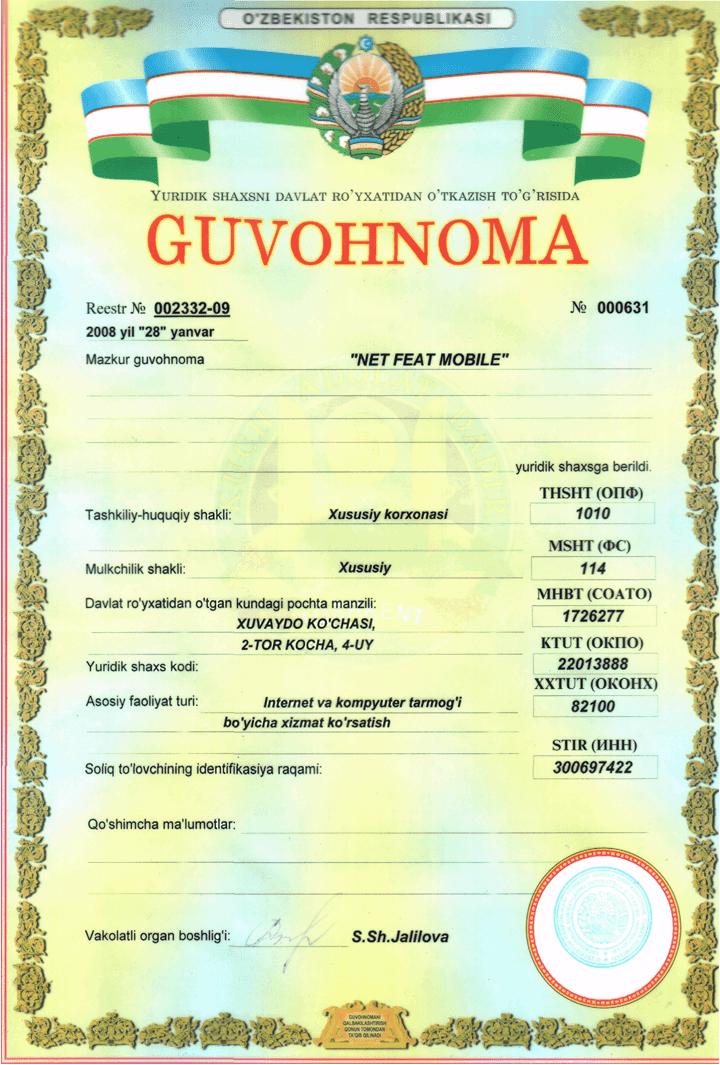 O'ZBEKISTON RESPUBLIKASI
YURIDIK SHAXSNI DAVLAT RO'YXATIDAN O'TKAZISH TO'G'RISIDA
GUVOHNOMA
Reestr № 002332-09 № 000631
2008 yil "28" yanvar
Mazkur guvohnoma "NET FEAT MOBILE"
yuridik shaxsga berildi.
THSHT (ОПФ)
Tashkiliy-huquqiy shakli: Xususiy korxonasi 1010
MSHT (ФС)
Mulkchilik shakli: Xususiy 114
MHBT (СОАТО)
Davlat ro'yxatidan o'tgan kundagi pochta manzili: 1726277
XUVAYDO KO'CHASI,
2-TOR KOCHA, 4-UY KTUT (ОКПО)
Yuridik shaxs kodi: 22013888
XXTUT (ОКОНХ)
Asosiy faoliyat turi: Internet va kompyuter tarmog'i 82100
bo'yicha xizmat ko'rsatish
STIR (ИНН)
Soliq to'lovchining identifikasiya raqami: 300697422
Qo'shimcha ma'lumotlar:
Vakolatli organ boshlig'i: S.Sh.Jalilova
GUVOHNOMANI
QALBAKILASHTIRISH
QONUN TOMONDAN
TA'QIB QILINADI